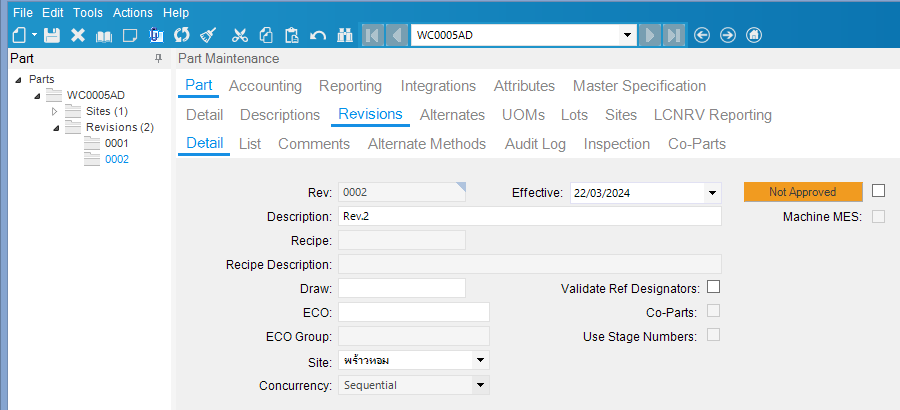 File Edit Tools Actions Help
WC0005AD
Part
Part Maintenance
Parts
WC0005AD
Sites (1)
Revisions (2)
0001
0002
Part Accounting Reporting Integrations Attributes Master Specification
Detail Descriptions Revisions Alternates UOMs Lots Sites LCNRV Reporting
Detail List Comments Alternate Methods Audit Log Inspection Co-Parts
Rev: 0002 Effective: 22/03/2024 Not Approved
Description: Rev.2 Machine MES:
Recipe:
Recipe Description:
Draw: Validate Ref Designators:
ECO: Co-Parts:
ECO Group: Use Stage Numbers:
Site: พร้าวหอม
Concurrency: Sequential